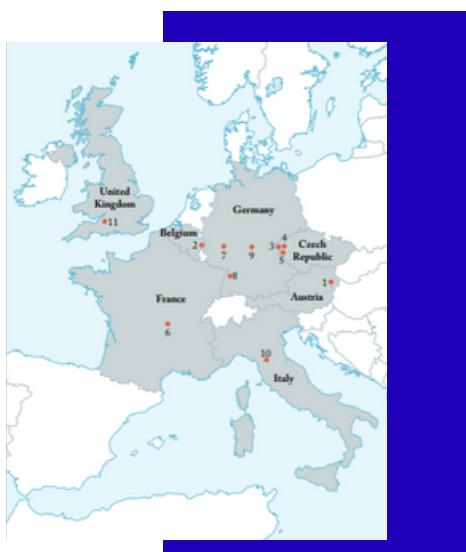 United
Kingdom
11
Germany
Belgium
2
7
9
3
4
5
Czech
Republic
8
1
Austria
France
6
10
Italy